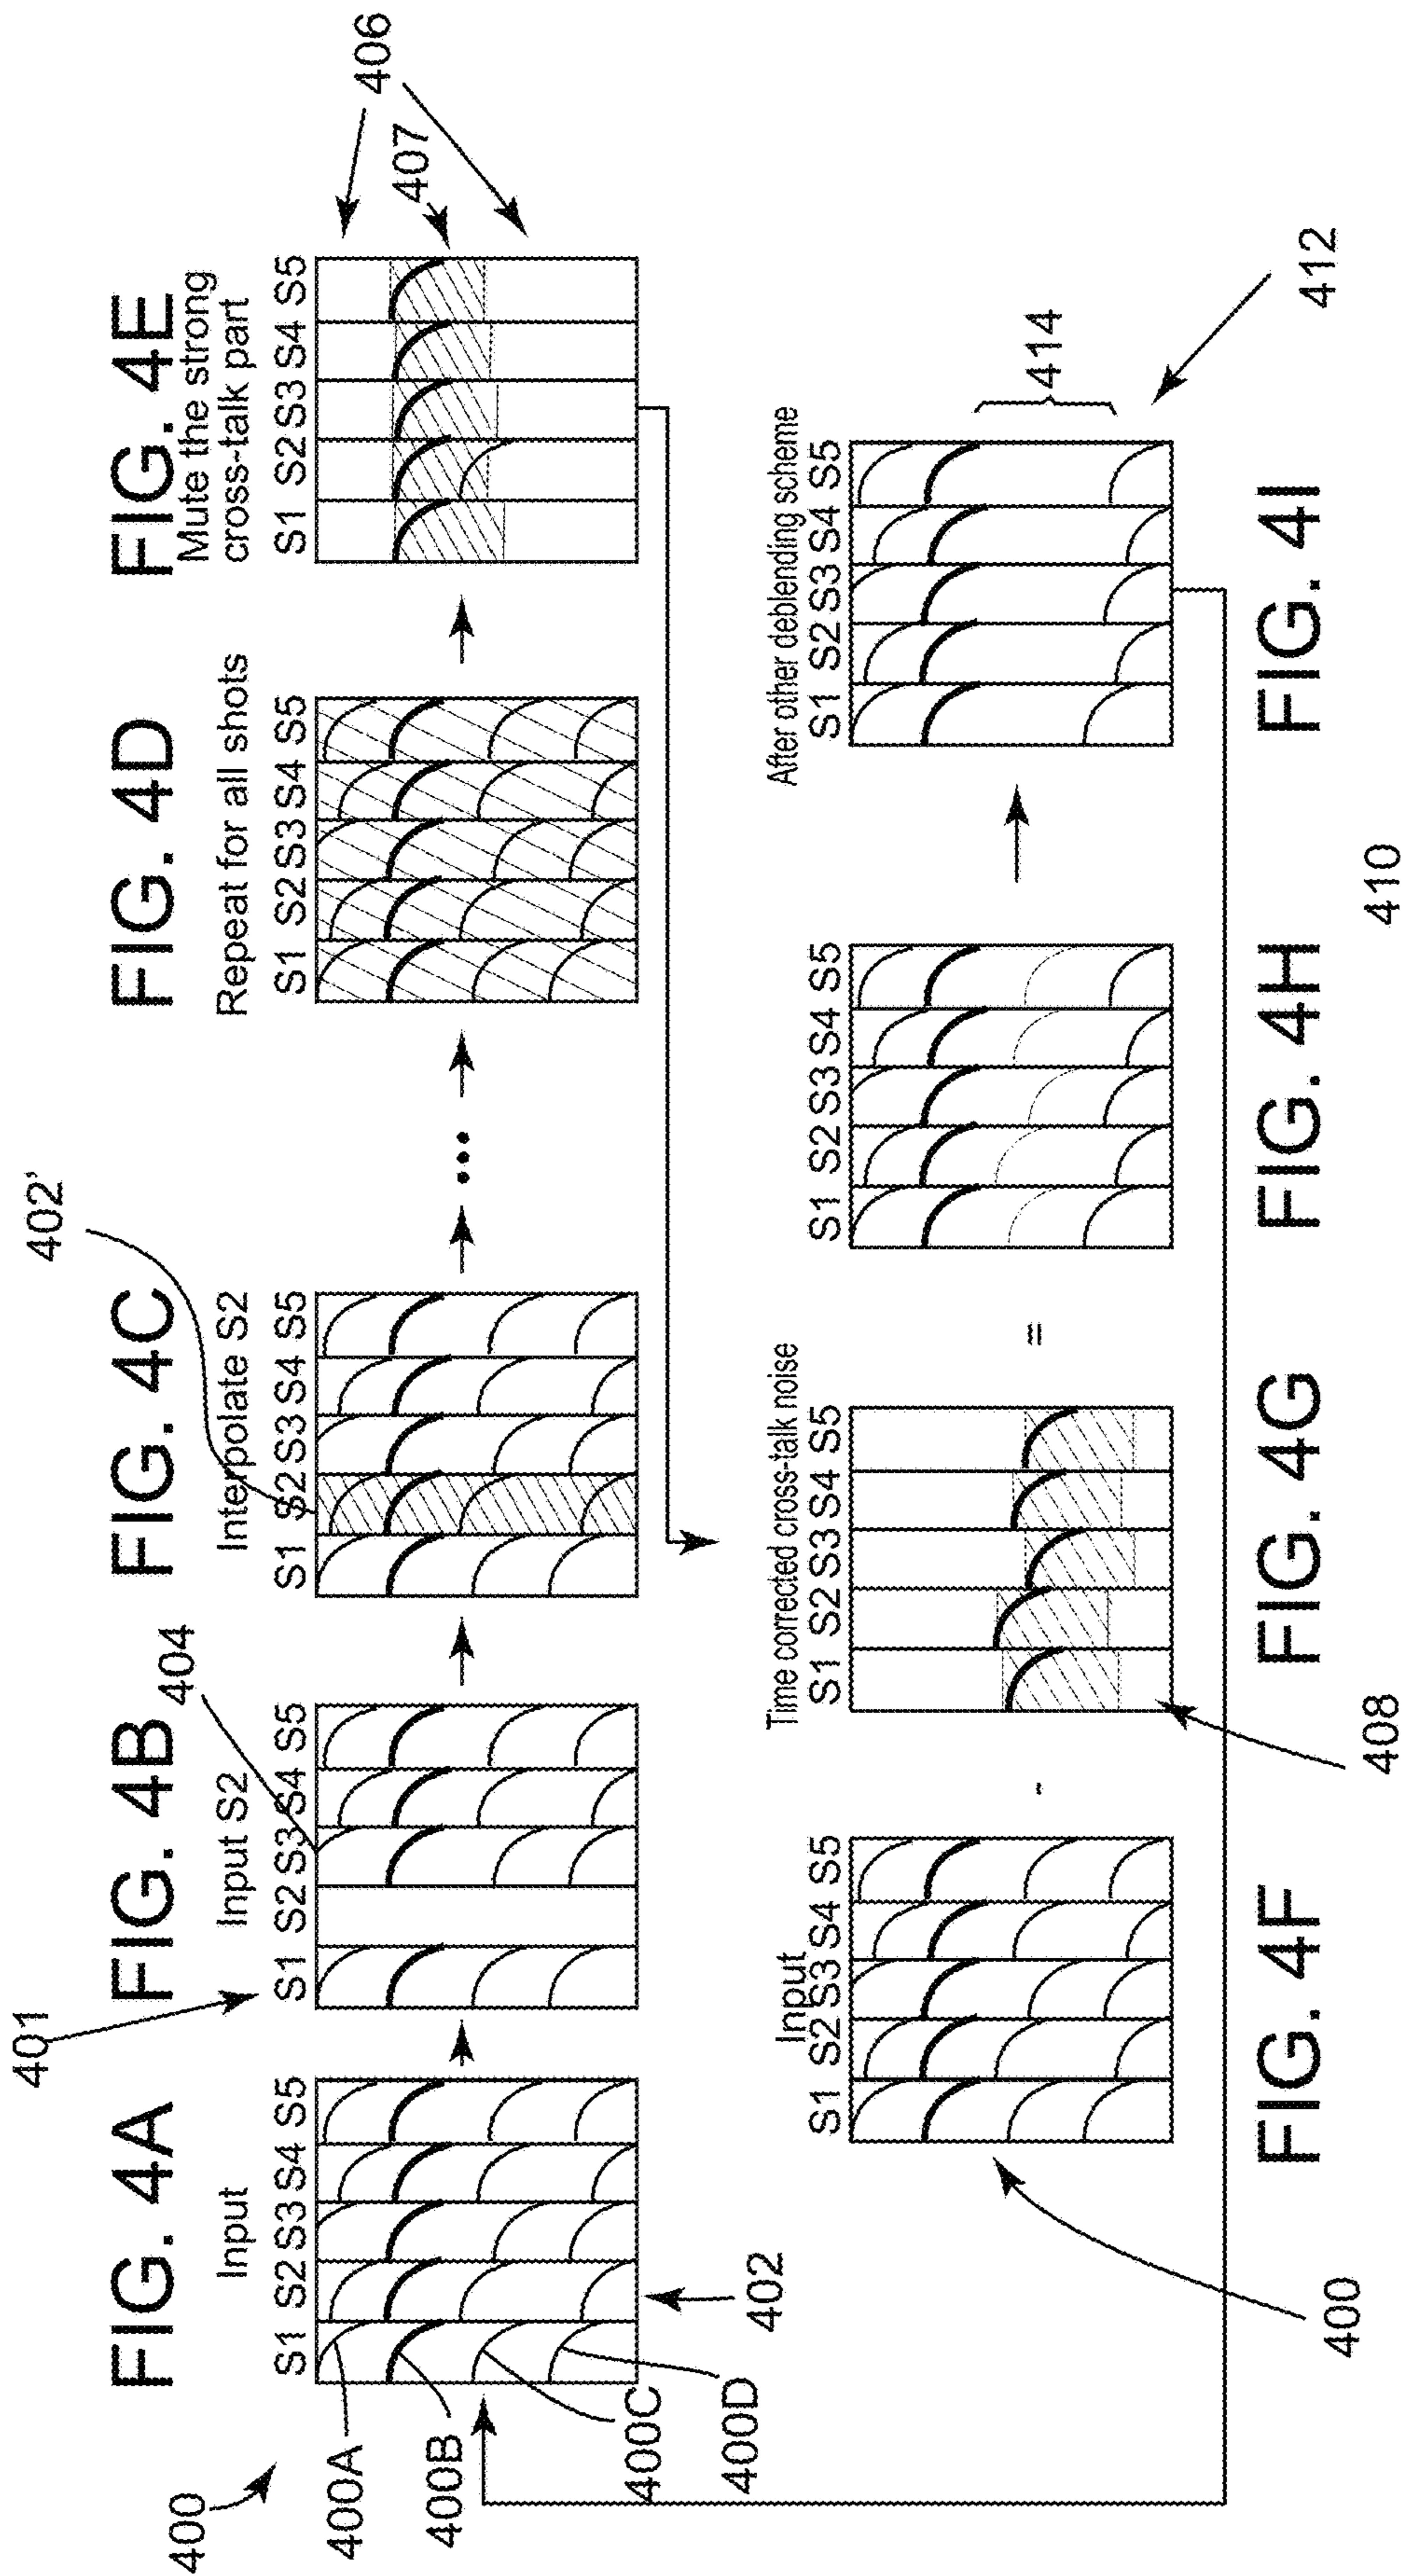 FIG. 4A
Input
S1 S2 S3 S4 S5
400
400A
400B
400C
400D
402
FIG. 4B
Input S2
S1 S2 S3 S4 S5
401
404
FIG. 4C
Interpolate S2
S1 S2 S3 S4 S5
402'
FIG. 4D
Repeat for all shots
S1 S2 S3 S4 S5
FIG. 4E
Mute the strong
cross-talk part
S1 S2 S3 S4 S5
406
407
Input
S1 S2 S3 S4 S5
400
FIG. 4F
-
Time corrected cross-talk noise
S1 S2 S3 S4 S5
408
FIG. 4G
=
S1 S2 S3 S4 S5
FIG. 4H
410
After other deblending scheme
S1 S2 S3 S4 S5
414
412
FIG. 4I